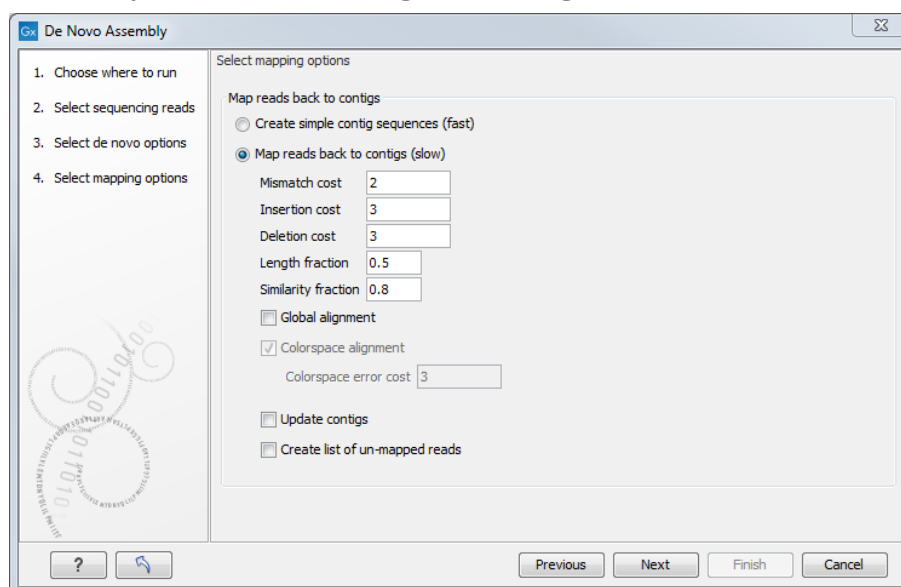 Gx De Novo Assembly
1. Choose where to run
2. Select sequencing reads
3. Select de novo options
4. Select mapping options
Select mapping options
Map reads back to contigs
Create simple contig sequences (fast)
Map reads back to contigs (slow)
Mismatch cost 2
Insertion cost 3
Deletion cost 3
Length fraction 0.5
Similarity fraction 0.8
Global alignment
Colorspace alignment
Colorspace error cost 3
Update contigs
Create list of un-mapped reads
? Previous Next Finish Cancel